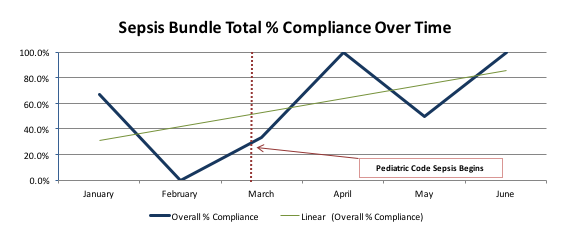 Sepsis Bundle Total % Compliance Over Time
100.0%
80.0%
60.0%
40.0%
20.0%
0.0%
Pediatric Code Sepsis Begins
January February March April May June
Overall % Compliance Linear (Overall % Compliance)